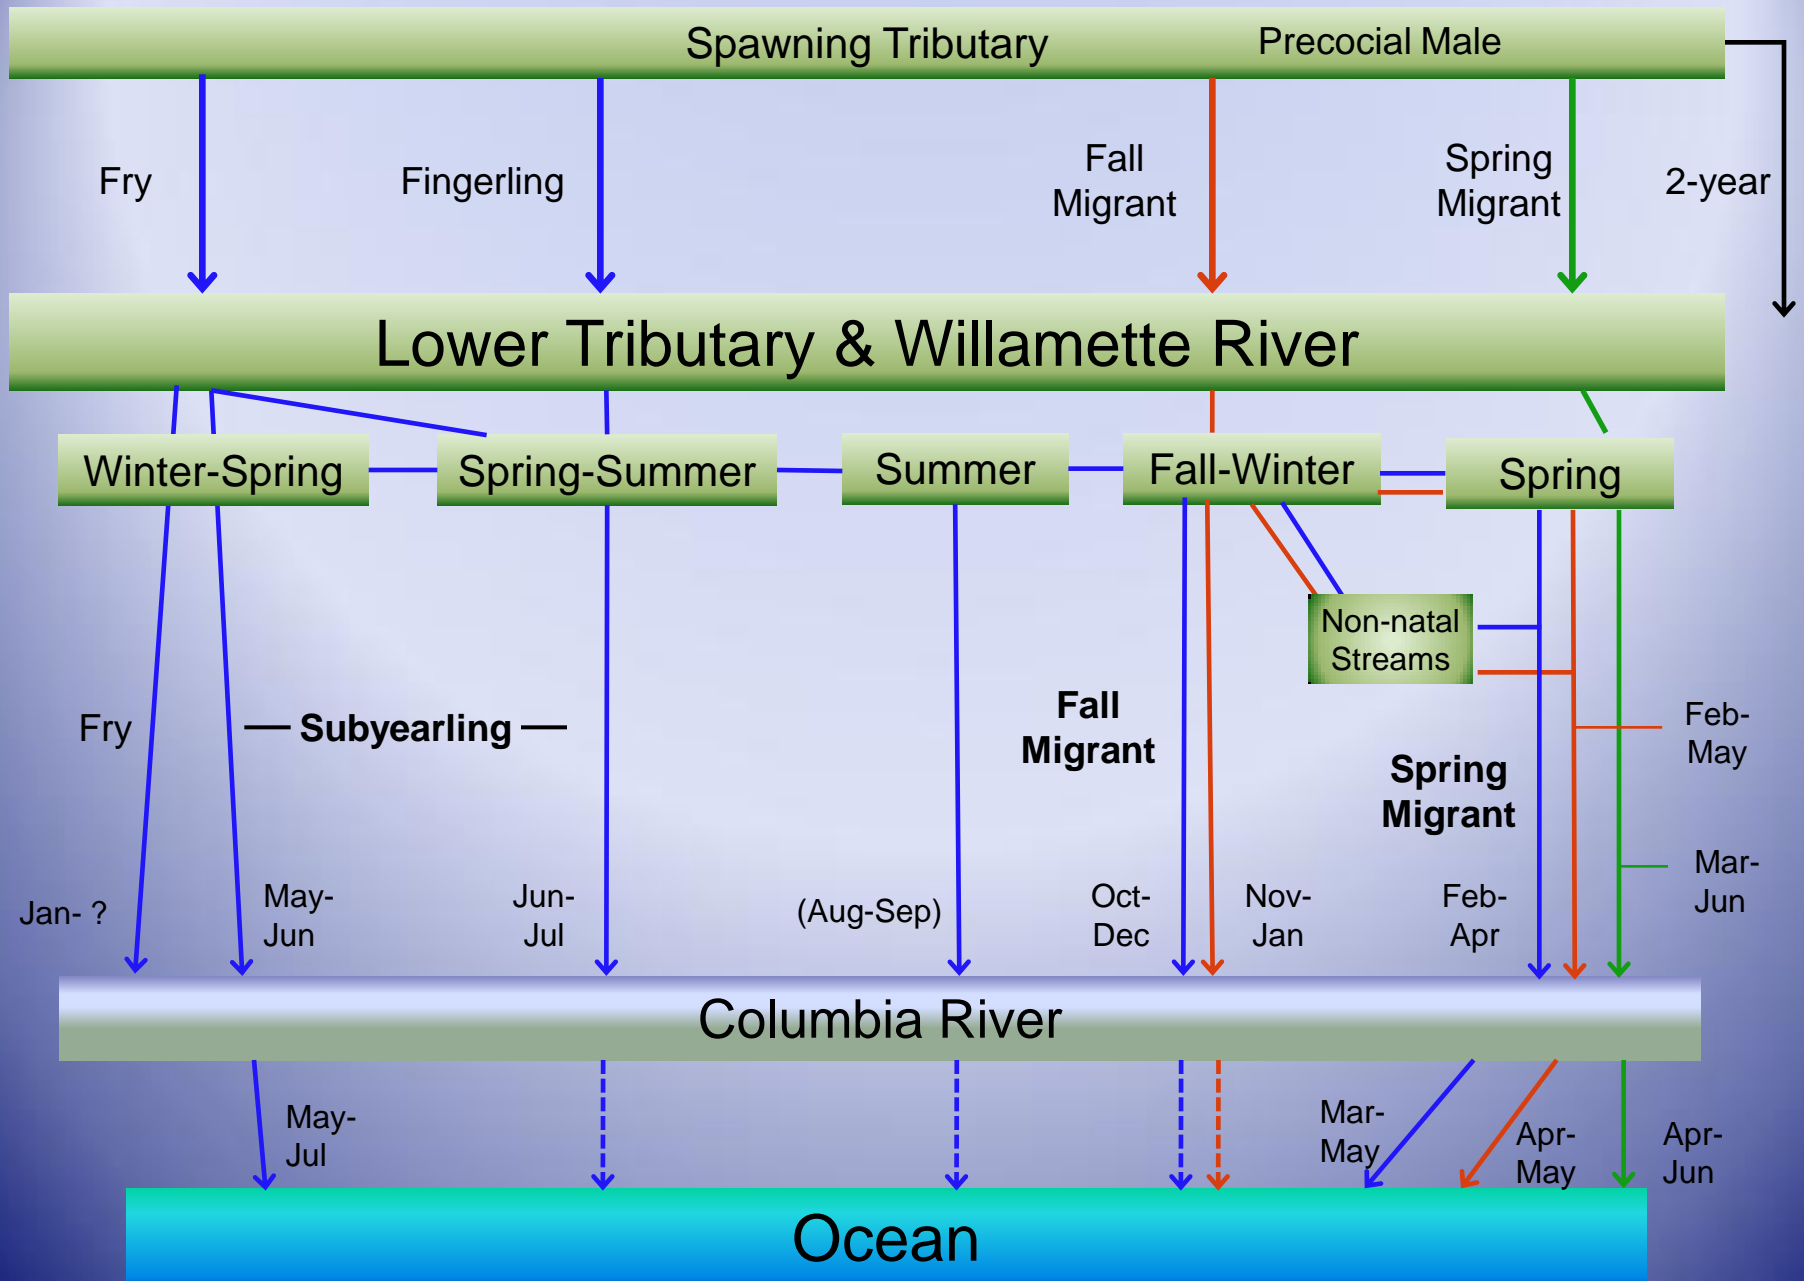 Spawning Tributary
Precocial Male
Fry
Fingerling
Fall
Migrant
Spring
Migrant
2-year
Lower Tributary & Willamette River
Winter-Spring
Spring-Summer
Summer
Fall-Winter
Spring
Non-natal
Streams
Fry
Subyearling
Fall
Migrant
Spring
Migrant
Feb-
May
Mar-
Jun
Jan- ?
May-
Jun
Jun-
Jul
(Aug-Sep)
Oct-
Dec
Nov-
Jan
Feb-
Apr
Columbia River
May-
Jul
Mar-
May
Apr-
May
Apr-
Jun
Ocean